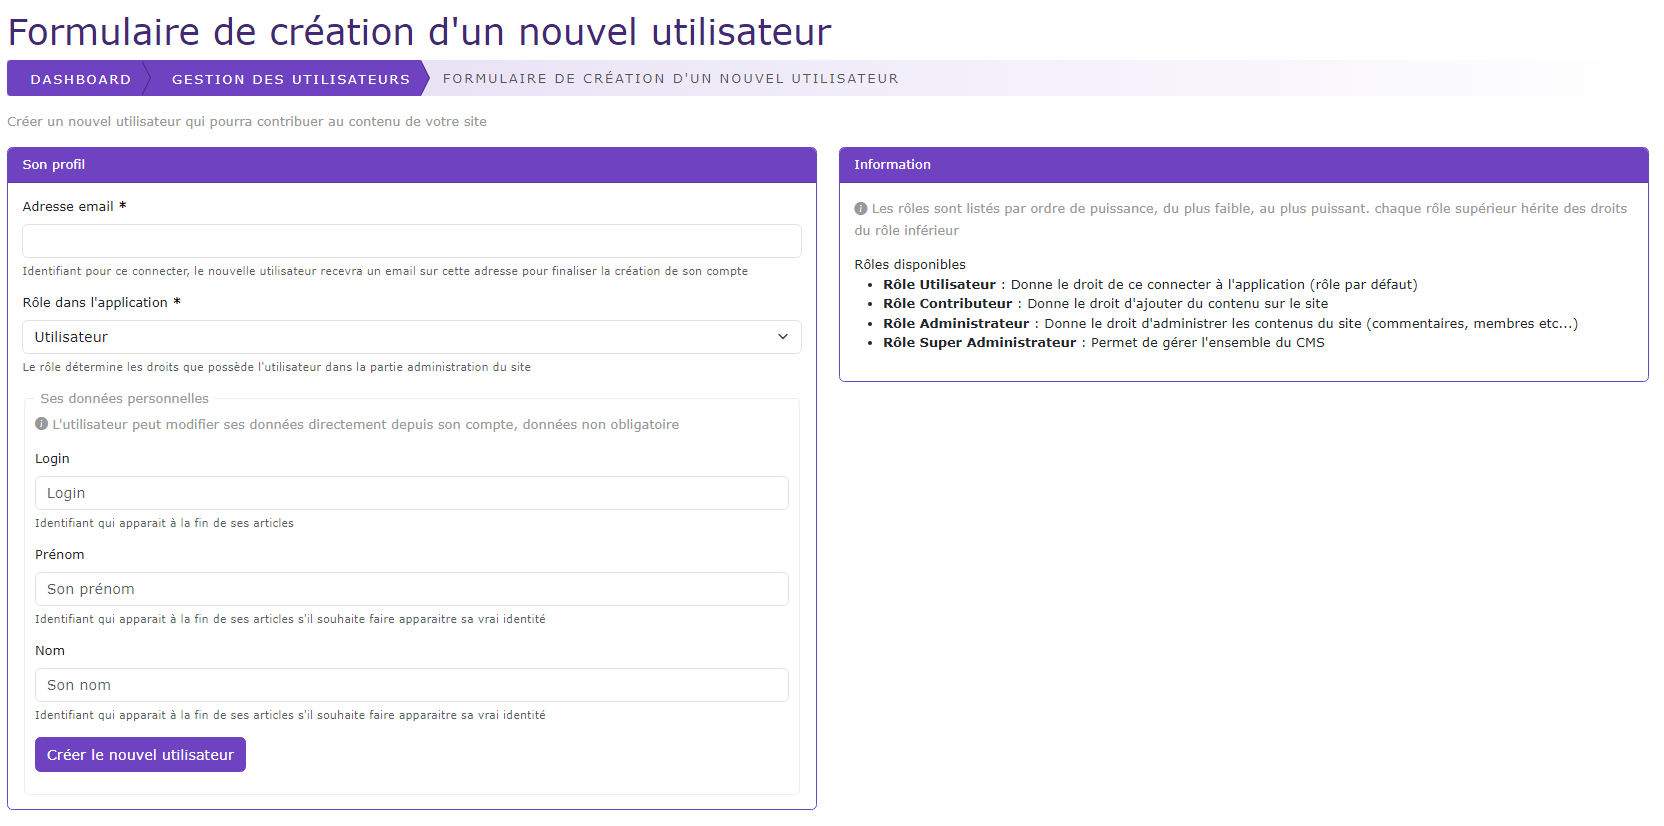 Formulaire de création d'un nouvel utilisateur
DASHBOARD GESTION DES UTILISATEURS FORMULAIRE DE CRÉATION D'UN NOUVEL UTILISATEUR
Créer un nouvel utilisateur qui pourra contribuer au contenu de votre site
Son profil
Adresse email *
Identifiant pour ce connecter, le nouvelle utilisateur recevra un email sur cette adresse pour finaliser la création de son compte
Rôle dans l'application *
Utilisateur
Le rôle détermine les droits que possède l'utilisateur dans la partie administration du site
Ses données personnelles
L'utilisateur peut modifier ses données directement depuis son compte, données non obligatoire
Login
Login
Identifiant qui apparait à la fin de ses articles
Prénom
Son prénom
Identifiant qui apparait à la fin de ses articles s'il souhaite faire apparaitre sa vrai identité
Nom
Son nom
Identifiant qui apparait à la fin de ses articles s'il souhaite faire apparaitre sa vrai identité
Créer le nouvel utilisateur
Information
Les rôles sont listés par ordre de puissance, du plus faible, au plus puissant. chaque rôle supérieur hérite des droits
du rôle inférieur
Rôles disponibles
• Rôle Utilisateur : Donne le droit de ce connecter à l'application (rôle par défaut)
• Rôle Contributeur : Donne le droit d'ajouter du contenu sur le site
• Rôle Administrateur : Donne le droit d'administrer les contenus du site (commentaires, membres etc...)
• Rôle Super Administrateur : Permet de gérer l'ensemble du CMS